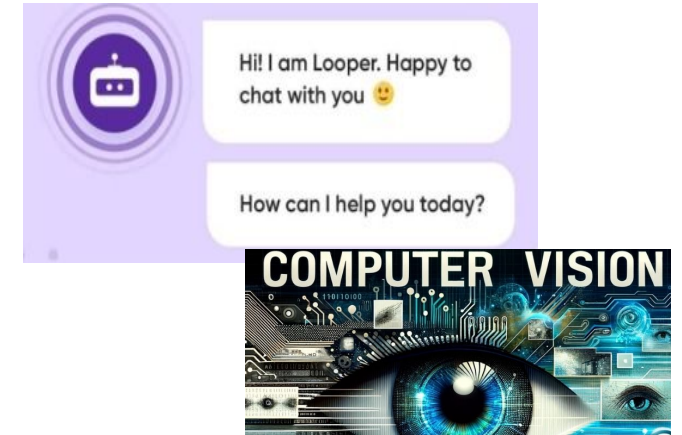 Hi! I am Looper. Happy to
chat with you 🙂
How can I help you today?
COMPUTER VISION